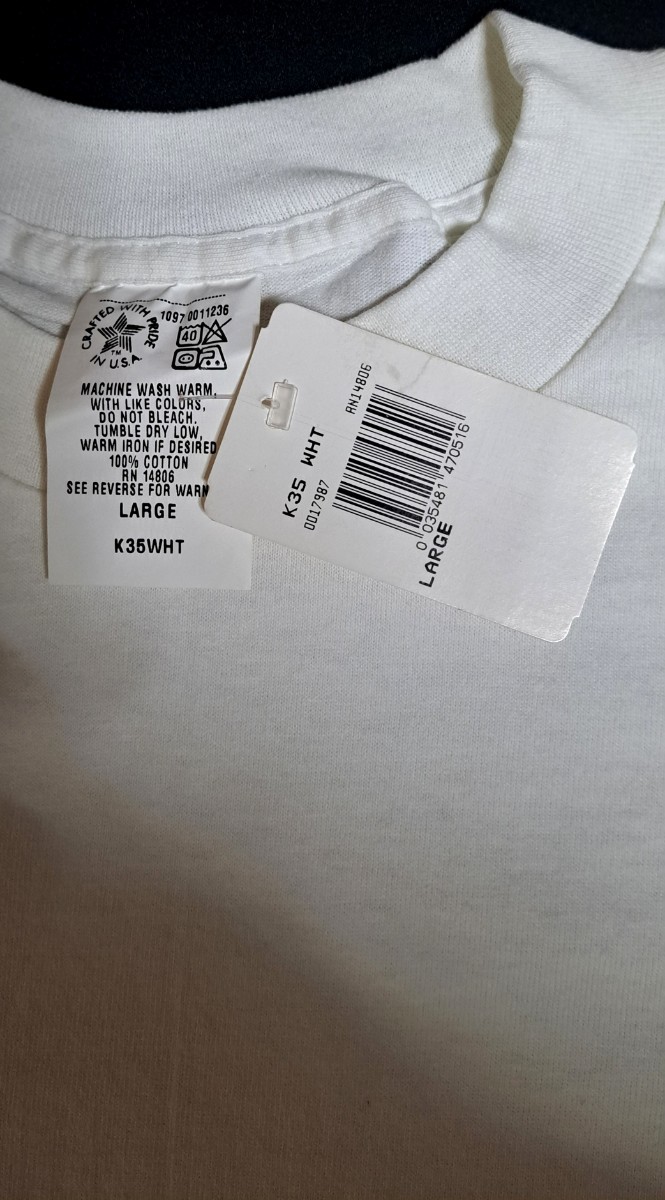 CRAFTED WITH PRIDE
TM
IN U.S.A.
1097 0011236
40
MACHINE WASH WARM,
WITH LIKE COLORS,
DO NOT BLEACH.
TUMBLE DRY LOW,
WARM IRON IF DESIRED
100% COTTON
RN 14806
SEE REVERSE FOR WARN
LARGE
K35WHT
K35 WHT
0017987
RN14806
0 035481 470516
LARGE